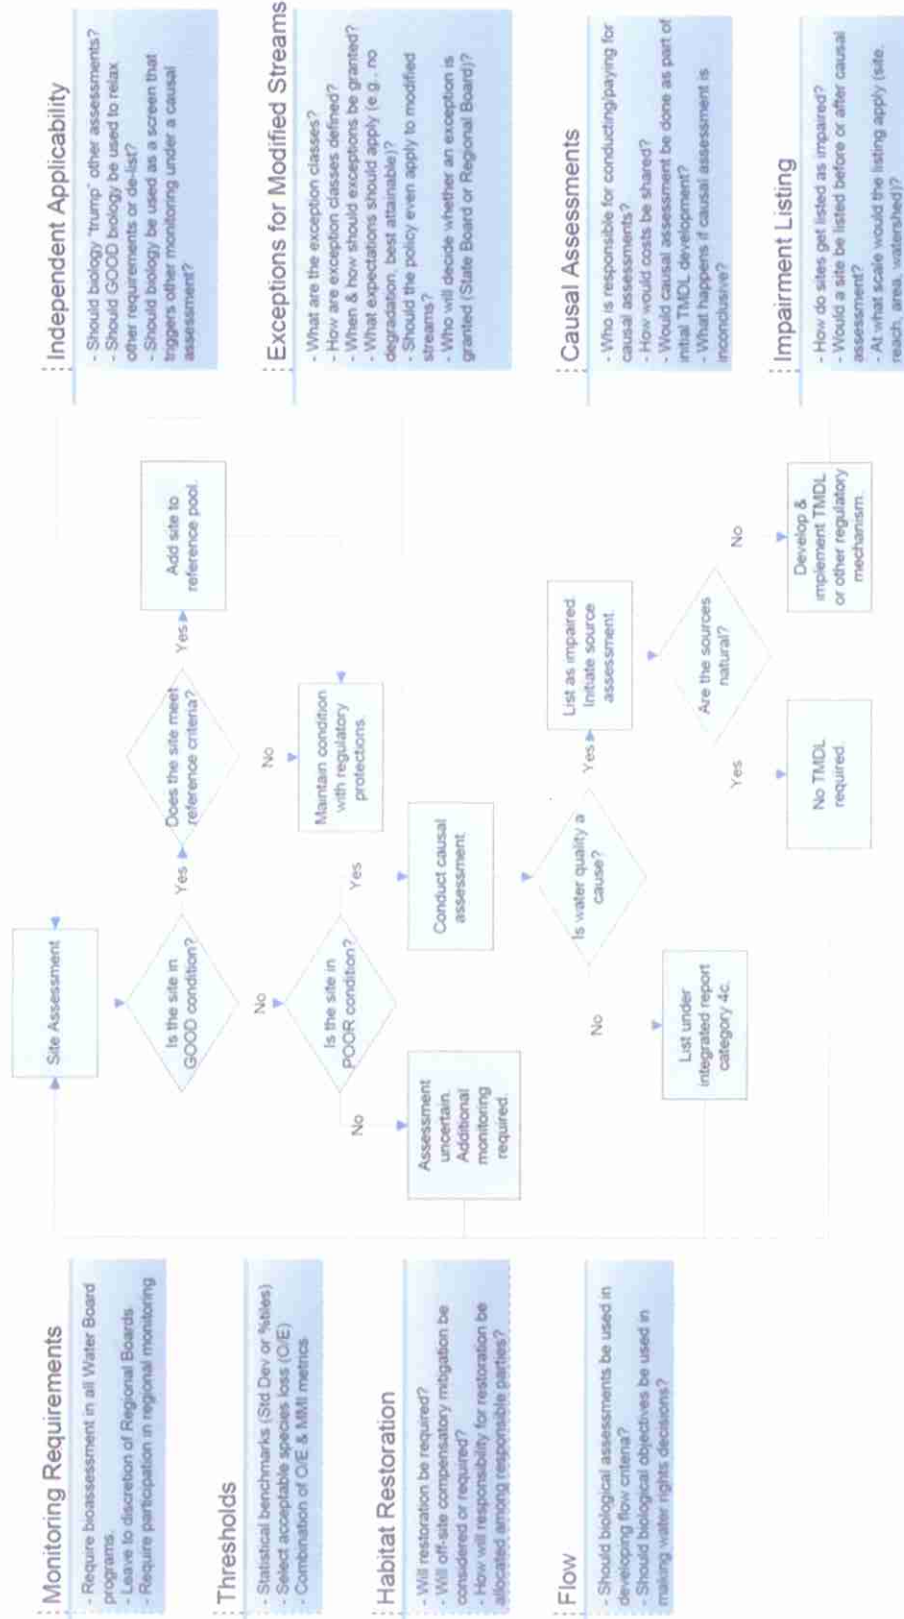 Monitoring Requirements
- Require bioassessment in all Water Board
programs.
- Leave to discretion of Regional Boards
- Require participation in regional monitoring
Thresholds
- Statistical benchmarks (Std Dev or %tiles)
- Select acceptable species loss (O/E)
- Combination of O/E & MMI metrics
Habitat Restoration
- Will restoration be required?
- Will off-site compensatory mitigation be
considered or required?
- How will responsibility for restoration be
allocated among responsible parties?
Flow
- Should biological assessments be used in
developing flow criteria?
- Should biological objectives be used in
making water rights decisions?
Site Assessment
Is the site in
GOOD condition?
Yes
Does the site meet
reference criteria?
Yes
Add site to
reference pool.
No
No
Is the site in
POOR condition?
Maintain condition
with regulatory
protections.
No
Yes
Assessment
uncertain.
Additional
monitoring
required.
Conduct causal
assessment.
Is water quality a
cause?
No
Yes
List under
integrated report
category 4c.
List as impaired.
Initiate source
assessment.
Are the sources
natural?
Yes
No
No TMDL
required.
Develop &
implement TMDL
or other regulatory
mechanism.
Independent Applicability
- Should biology "trump" other assessments?
- Should GOOD biology be used to relax
other requirements or de-list?
- Should biology be used as a screen that
triggers other monitoring under a causal
assessment?
Exceptions for Modified Streams
- What are the exception classes?
- How are exception classes defined?
- When & how should exceptions be granted?
- What expectations should apply (e.g., no
degradation, best attainable)?
- Should the policy even apply to modified
streams?
- Who will decide whether an exception is
granted (State Board or Regional Board)?
Causal Assessments
- Who is responsible for conducting/paying for
causal assessments?
- How would costs be shared?
- Would causal assessment be done as part of
initial TMDL development?
- What happens if causal assessment is
inconclusive?
Impairment Listing
- How do sites get listed as impaired?
- Would a site be listed before or after causal
assessment?
- At what scale would the listing apply (site,
reach, area, watershed)?